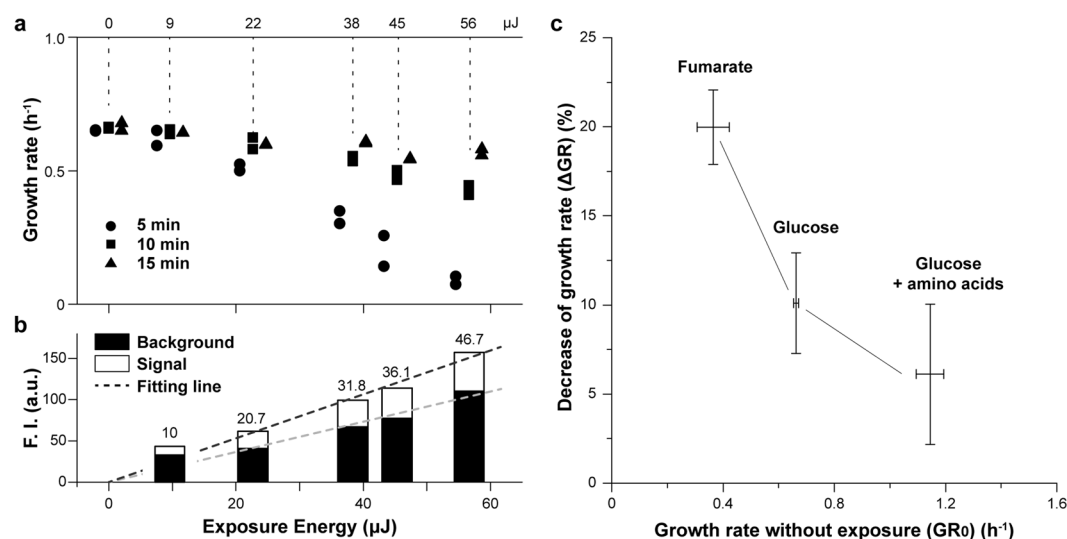 a
0 9 22 38 45 56 µJ
1.0
0.5
0
Growth rate (h-1)
5 min
10 min
15 min
b
Background
Signal
Fitting line
10 20.7 31.8 36.1 46.7
150
100
50
0
F. I. (a.u.)
0 20 40 60
Exposure Energy (µJ)
c
25
20
15
10
5
0
Decrease of growth rate (ΔGR) (%)
Fumarate
Glucose
Glucose
+ amino acids
0 0.4 0.8 1.2 1.6
Growth rate without exposure (GR0) (h-1)